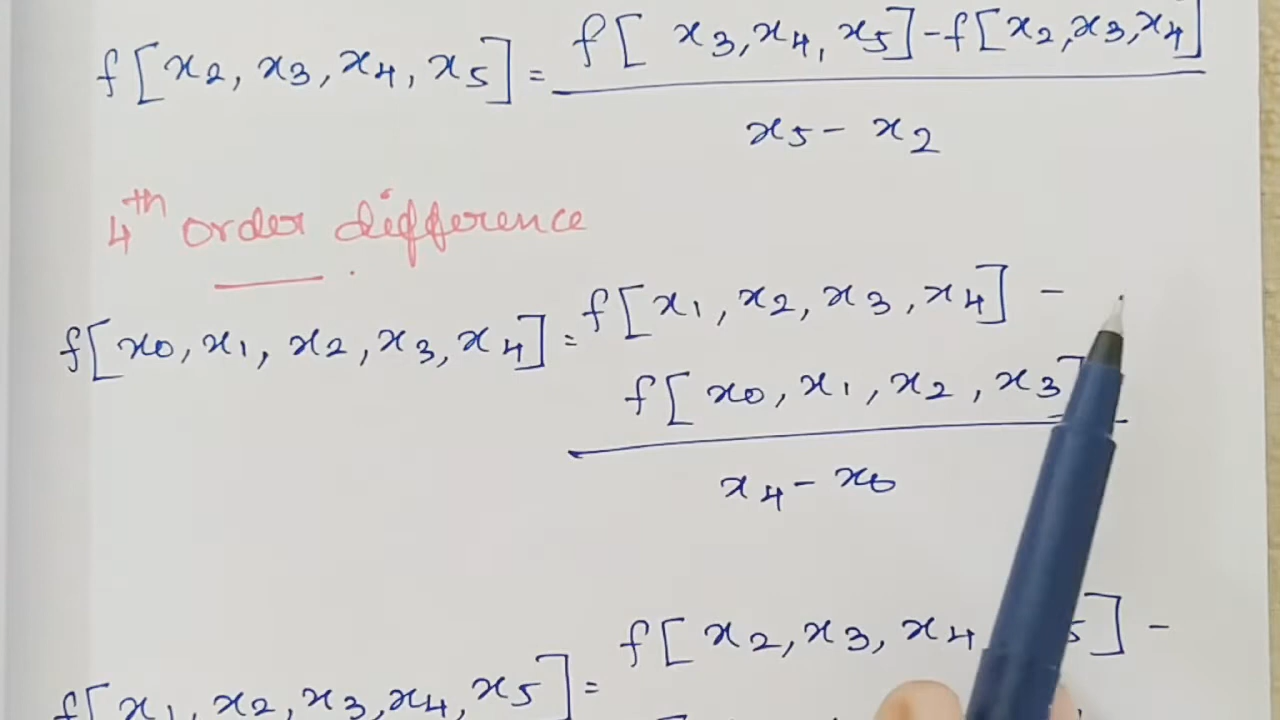 f[x2, x3, x4, x5] = f[x3, x4, x5] - f[x2, x3, x4]
x5 - x2
4th order difference
f[x0, x1, x2, x3, x4] = f[x1, x2, x3, x4] -
f[x0, x1, x2, x3]
x4 - x0
f[x1, x2, x3, x4, x5] = f[x2, x3, x4, 5] -